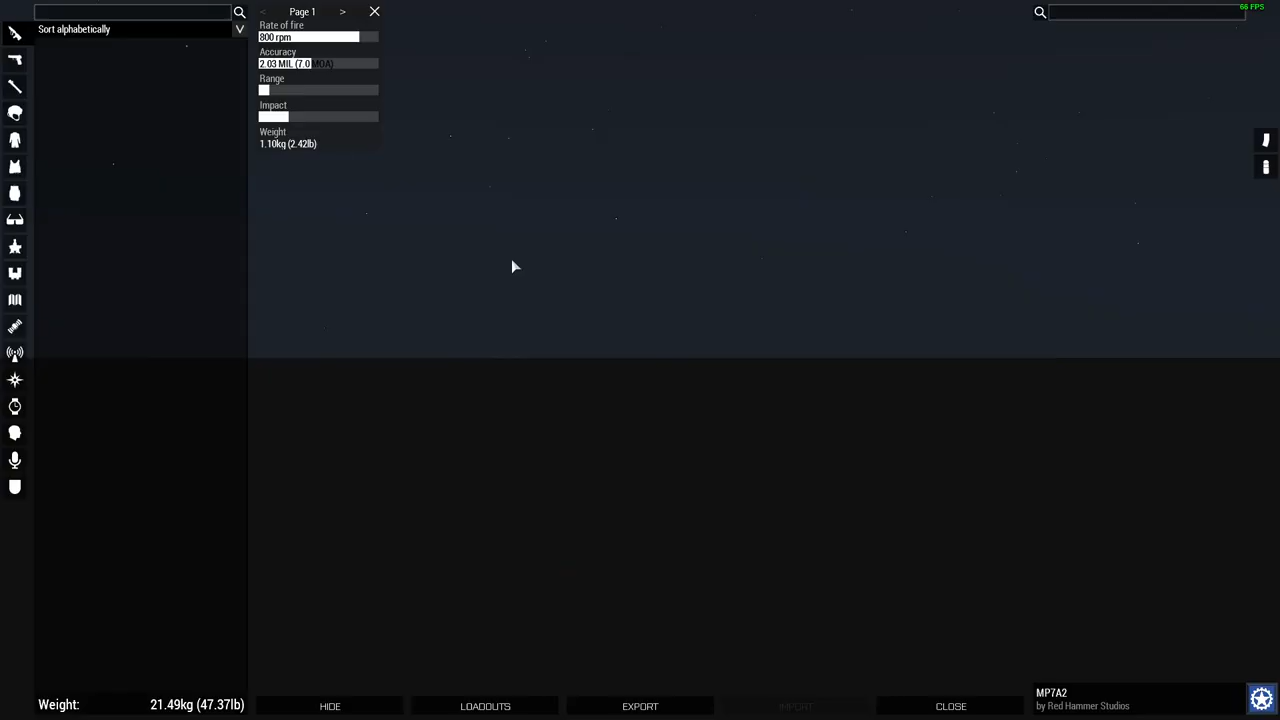 < Page 1 >
66 FPS
Sort alphabetically
Rate of fire
800 rpm
Accuracy
2.03 MIL (7.0 MOA)
Range
Impact
Weight
1.10kg (2.42lb)
Weight: 21.49kg (47.37lb)
HIDE
LOADOUTS
EXPORT
IMPORT
CLOSE
MP7A2
by Red Hammer Studios